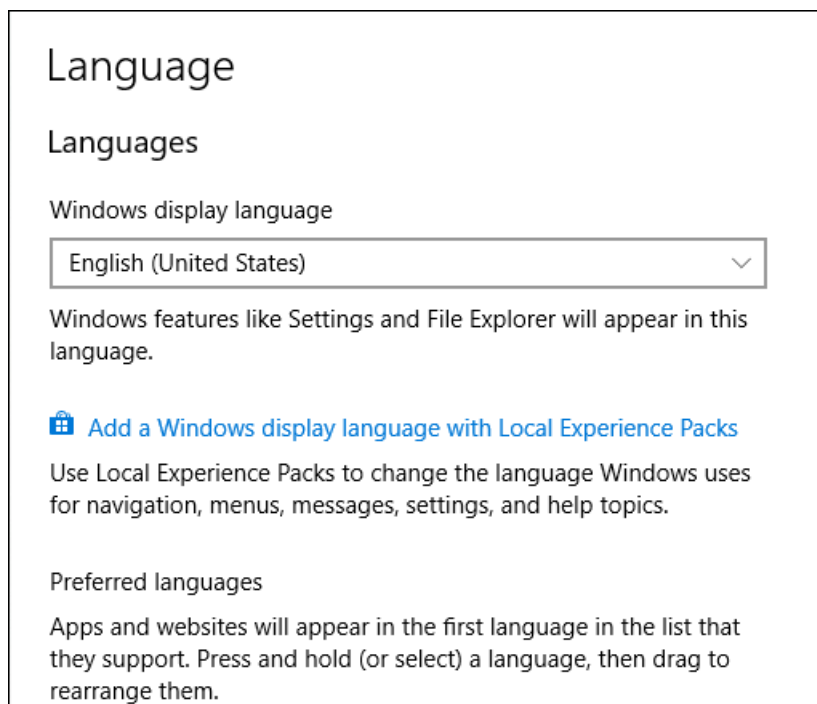 Language
Languages
Windows display language
English (United States)
Windows features like Settings and File Explorer will appear in this
language.
Add a Windows display language with Local Experience Packs
Use Local Experience Packs to change the language Windows uses
for navigation, menus, messages, settings, and help topics.
Preferred languages
Apps and websites will appear in the first language in the list that
they support. Press and hold (or select) a language, then drag to
rearrange them.